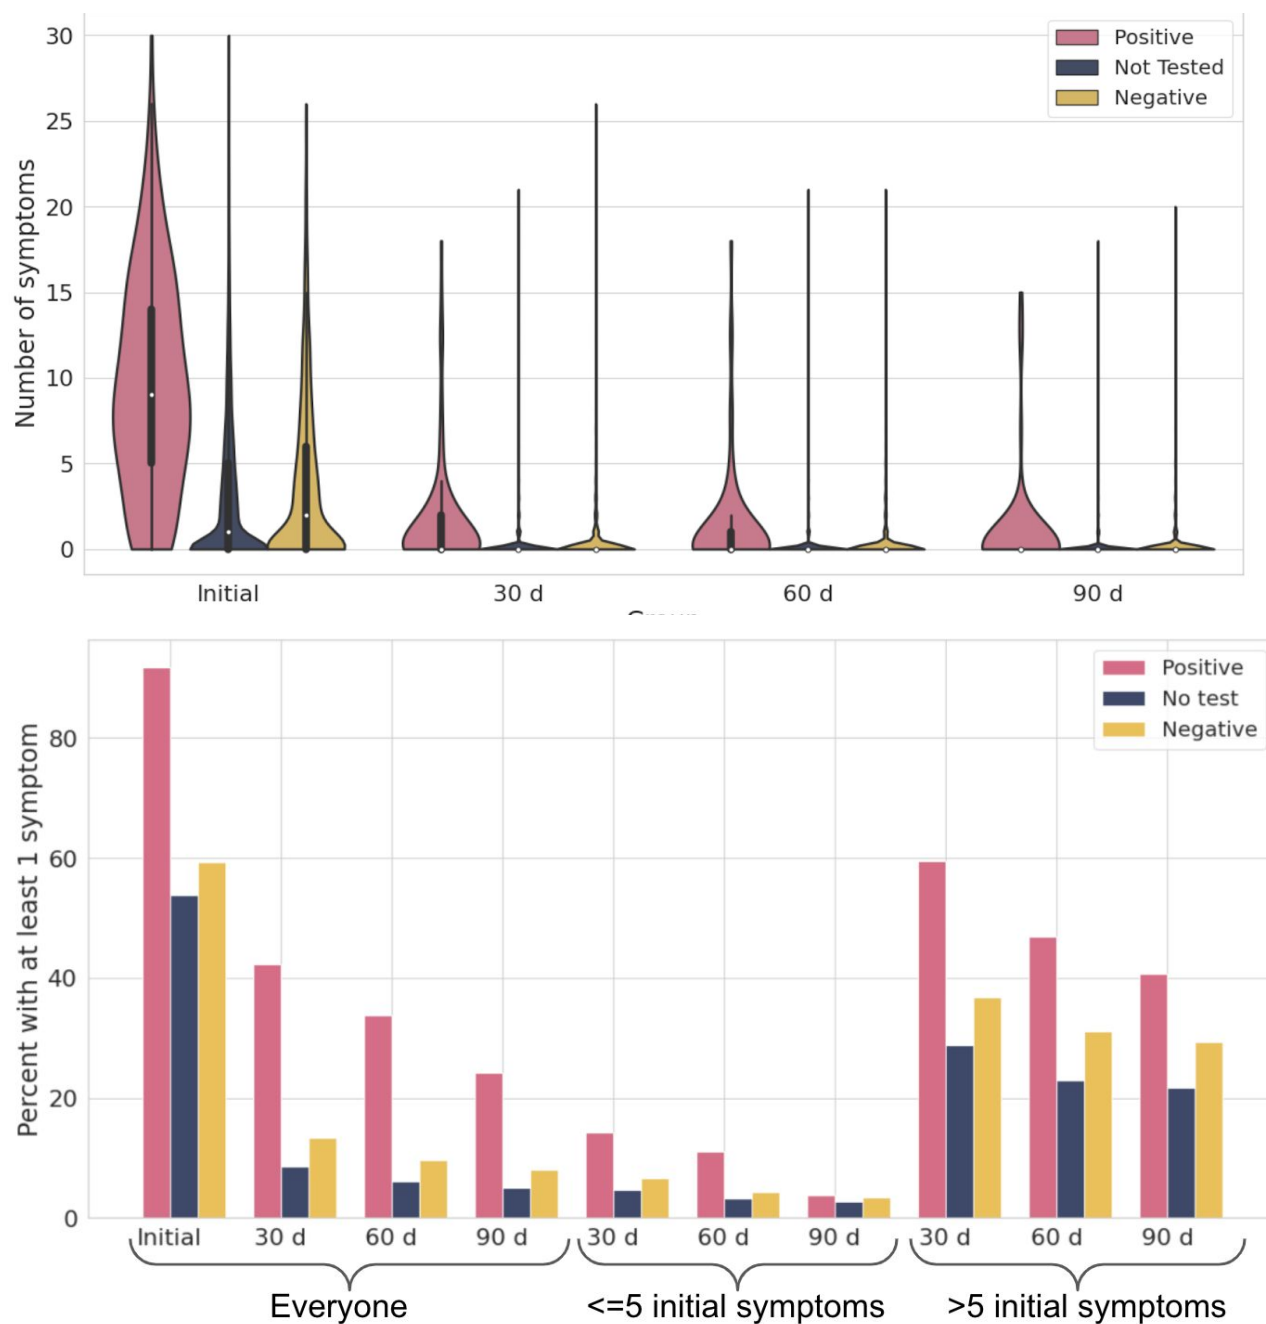 30
25
20
15
10
5
0
Number of symptoms
Positive
Not Tested
Negative
Initial 30 d 60 d 90 d
80
60
40
20
0
Percent with at least 1 symptom
Positive
No test
Negative
Initial 30 d 60 d 90 d 30 d 60 d 90 d 30 d 60 d 90 d
Everyone <=5 initial symptoms >5 initial symptoms